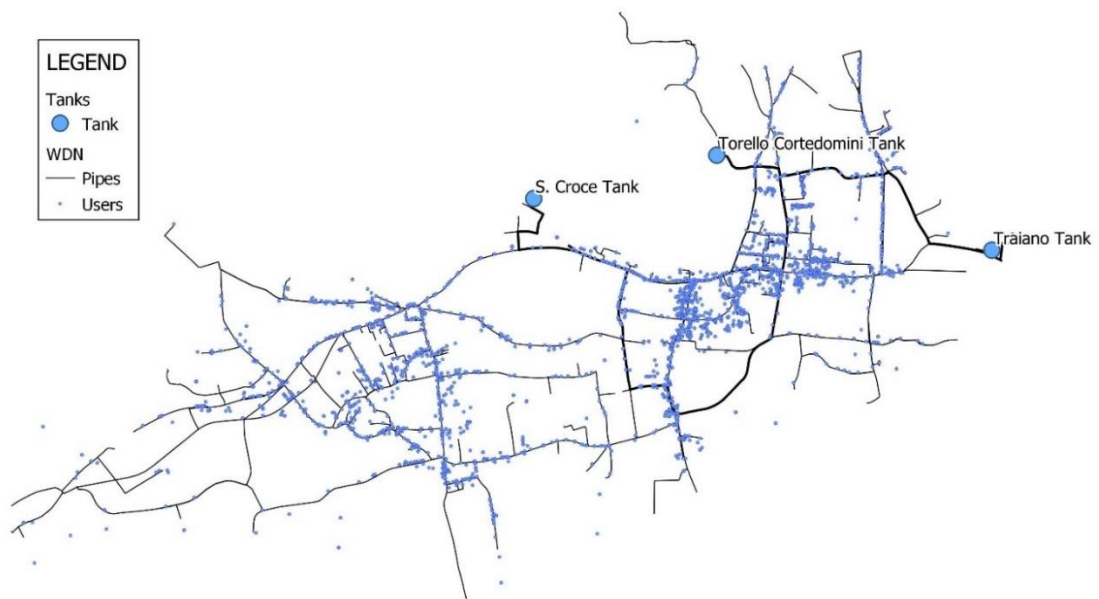 LEGEND
Tanks
Tank
WDN
Pipes
Users
Torello Cortedomini Tank
S. Croce Tank
Traiano Tank